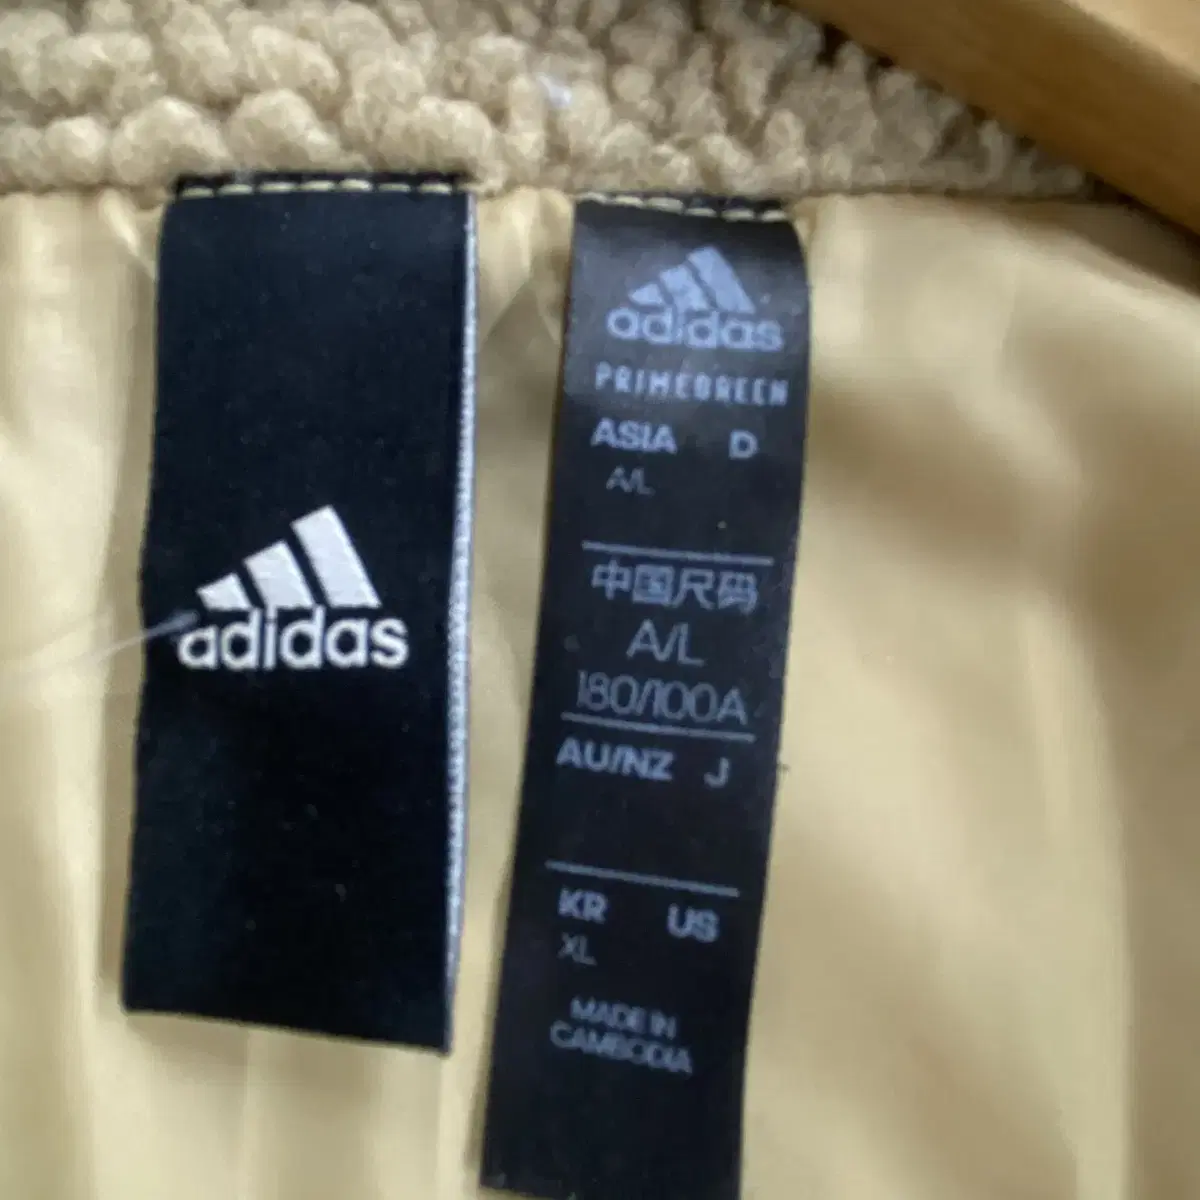 adidas
adidas
PRIMEGREEN
ASIA D
A/L
中国尺码
A/L
180/100A
AU/NZ J
KR US
XL
MADE IN
CAMBODIA